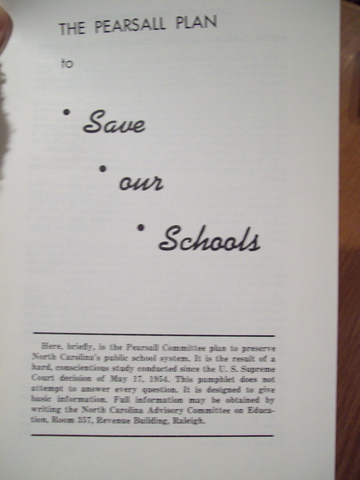 THE PEARSALL PLAN
to
• Save
• our
• Schools
Here, briefly, is the Pearsall Committee plan to preserve
North Carolina's public school system. It is the result of a
hard, conscientious study conducted since the U. S. Supreme
Court decision of May 17, 1954. This pamphlet does not
attempt to answer every question. It is designed to give
basic information. Full information may be obtained by
writing the North Carolina Advisory Committee on Educa-
tion, Room 357, Revenue Building, Raleigh.